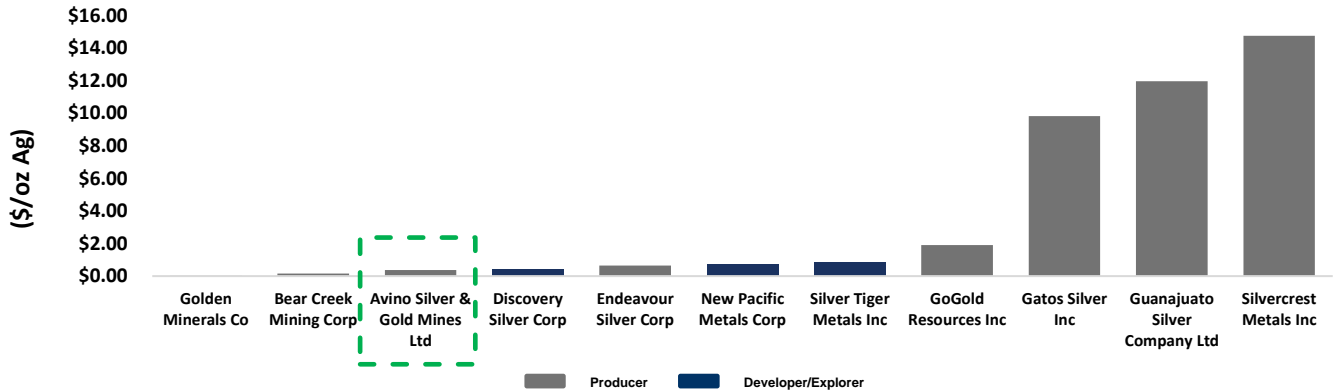 $16.00
$14.00
$12.00
$10.00
$8.00
$6.00
$4.00
$2.00
$0.00
($/oz Ag)
Golden
Minerals Co
Bear Creek
Mining Corp
Avino Silver &
Gold Mines
Ltd
Discovery
Silver Corp
Endeavour
Silver Corp
New Pacific
Metals Corp
Silver Tiger
Metals Inc
GoGold
Resources Inc
Gatos Silver
Inc
Guanajuato
Silver
Company Ltd
Silvercrest
Metals Inc
Producer
Developer/Explorer